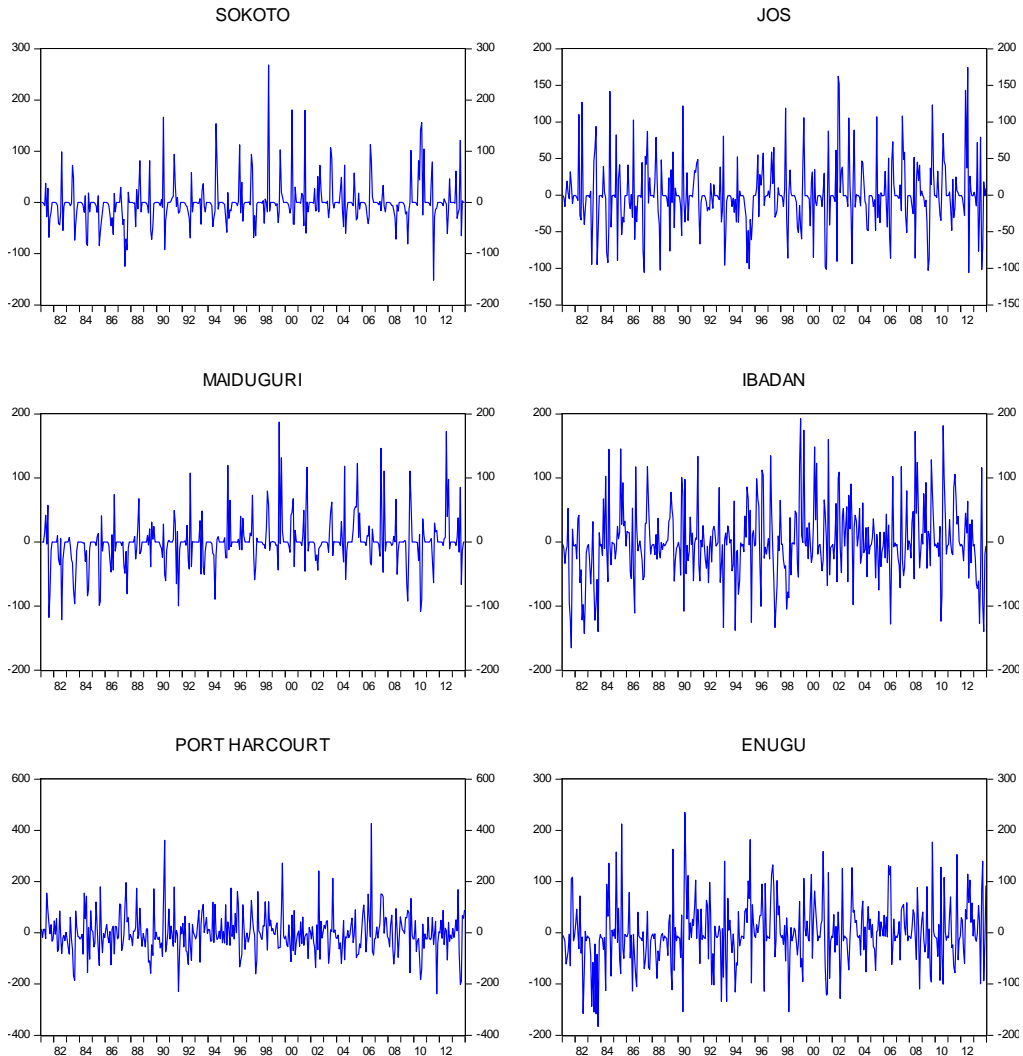 SOKOTO JOS
300 300 200 200
200 200 150 150
100 100 100 100
0 0 50 50
-100 -100 0 0
-200 -200 -50 -50
-100 -100
-150 -150
82 84 86 88 90 92 94 96 98 00 02 04 06 08 10 12 82 84 86 88 90 92 94 96 98 00 02 04 06 08 10 12
MAIDUGURI IBADAN
200 200 200 200
100 100 100 100
0 0 0 0
-100 -100 -100 -100
-200 -200 -200 -200
82 84 86 88 90 92 94 96 98 00 02 04 06 08 10 12 82 84 86 88 90 92 94 96 98 00 02 04 06 08 10 12
PORT HARCOURT ENUGU
600 600 300 300
400 400 200 200
200 200 100 100
0 0 0 0
-200 -200 -100 -100
-400 -400 -200 -200
82 84 86 88 90 92 94 96 98 00 02 04 06 08 10 12 82 84 86 88 90 92 94 96 98 00 02 04 06 08 10 12